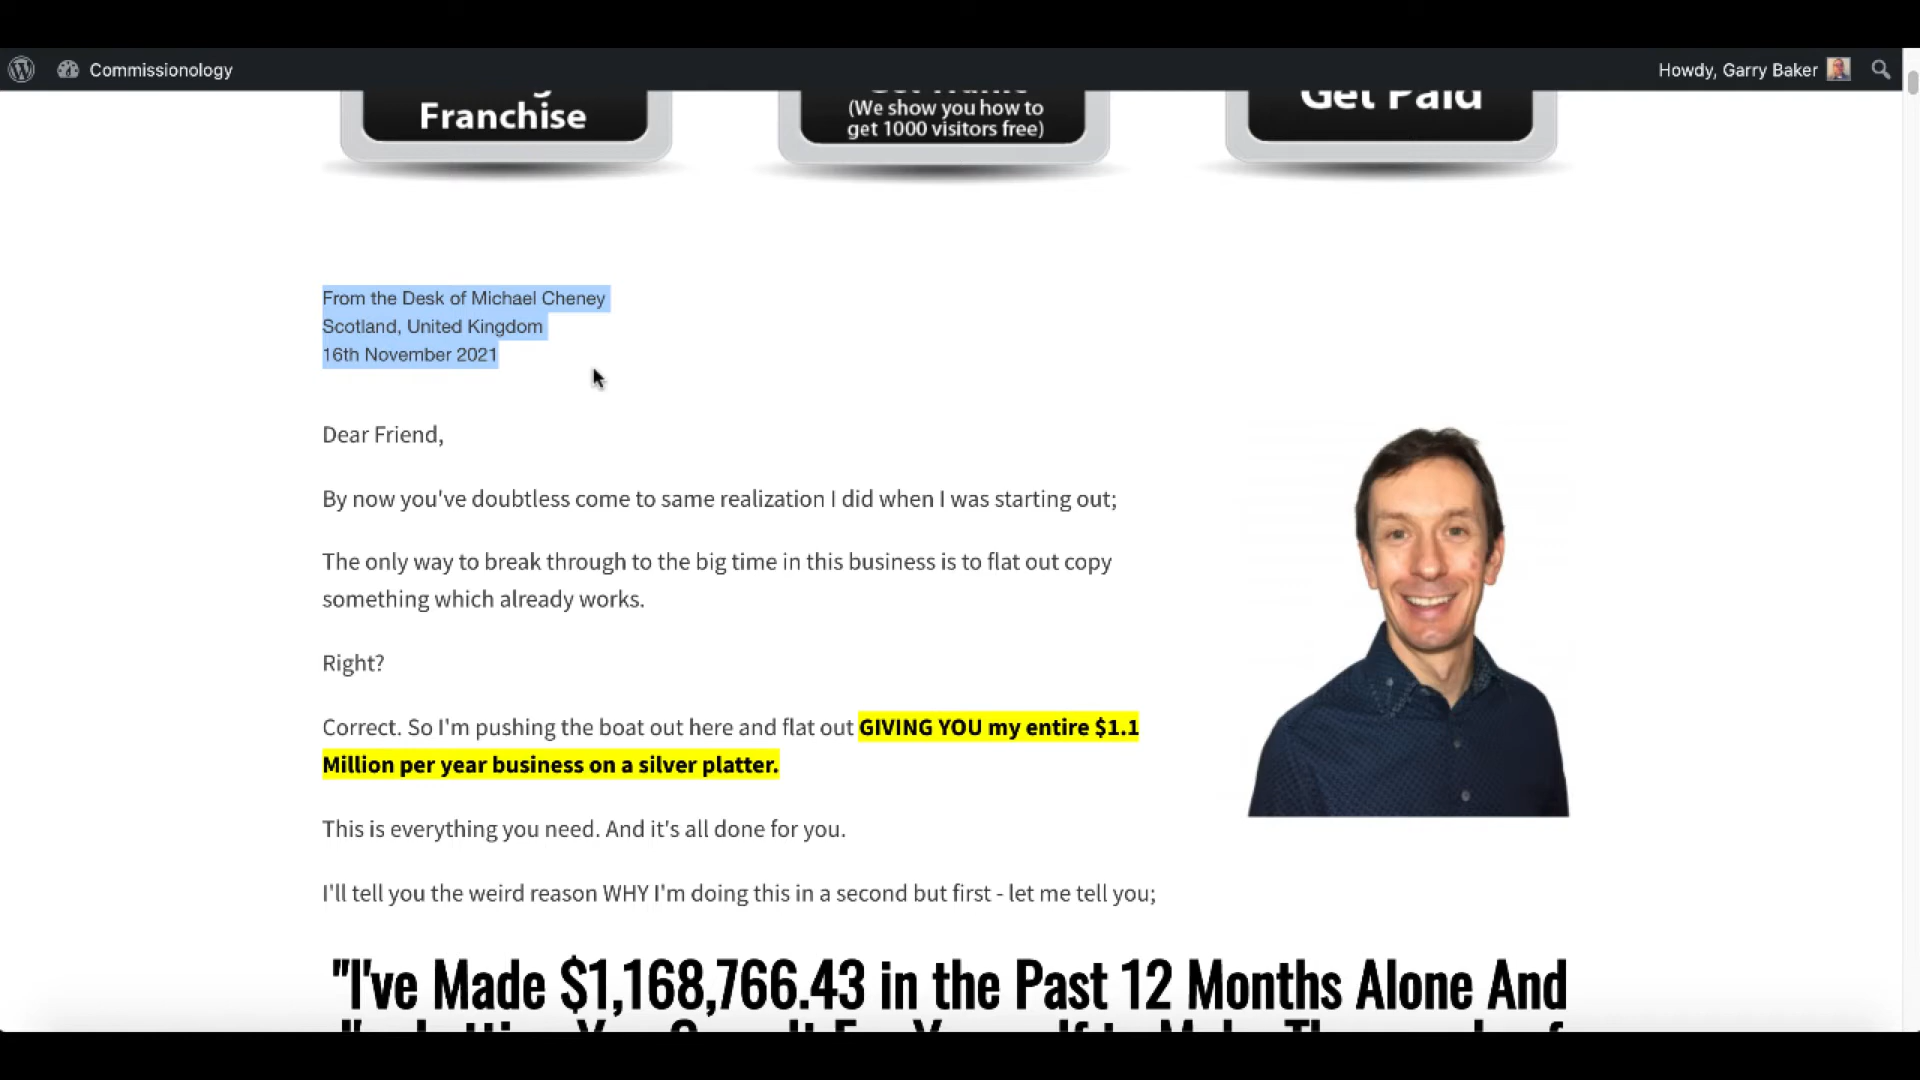 Commissionology
Howdy, Garry Baker
Franchise
(We show you how to
get 1000 visitors free)
Get Paid
From the Desk of Michael Cheney
Scotland, United Kingdom
16th November 2021
Dear Friend,
By now you've doubtless come to same realization I did when I was starting out;
The only way to break through to the big time in this business is to flat out copy
something which already works.
Right?
Correct. So I'm pushing the boat out here and flat out GIVING YOU my entire $1.1
Million per year business on a silver platter.
This is everything you need. And it's all done for you.
I'll tell you the weird reason WHY I'm doing this in a second but first - let me tell you;
"I've Made $1,168,766.43 in the Past 12 Months Alone And